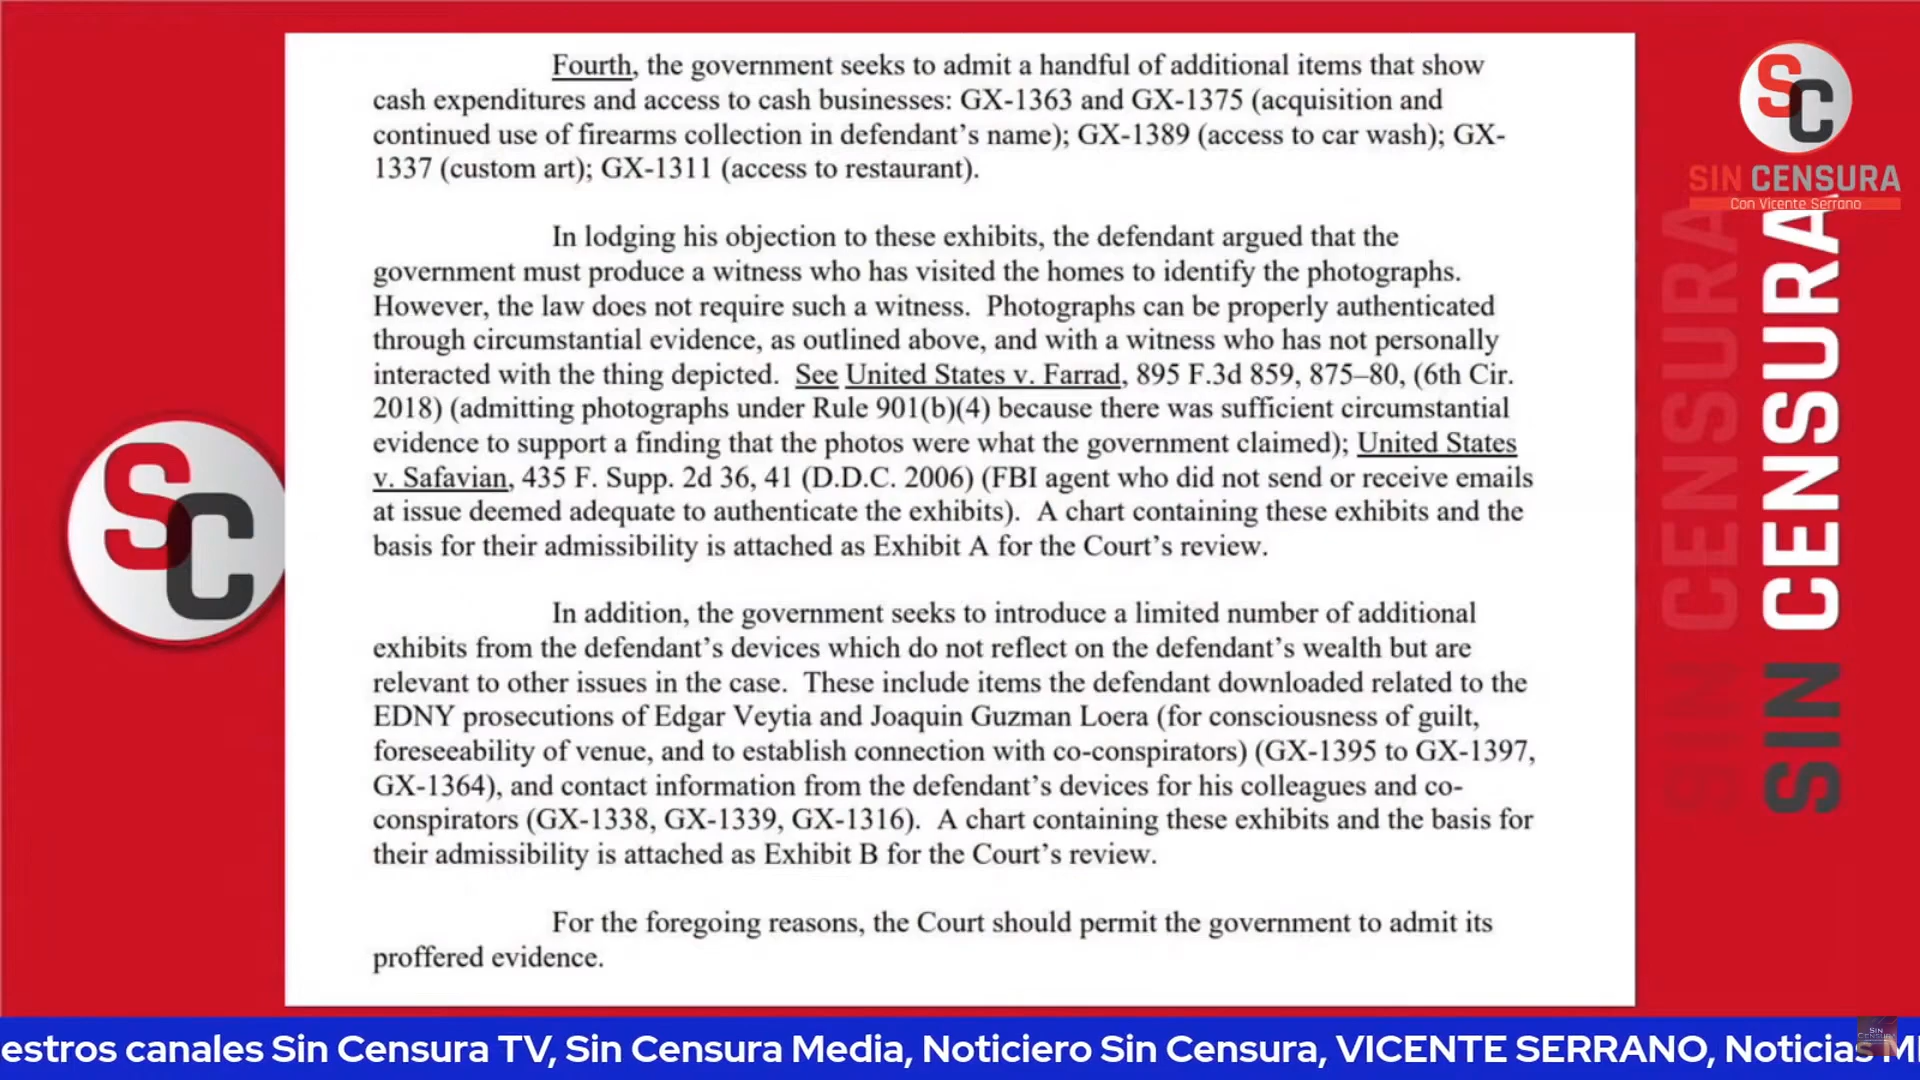 Fourth, the government seeks to admit a handful of additional items that show
cash expenditures and access to cash businesses: GX-1363 and GX-1375 (acquisition and
continued use of firearms collection in defendant’s name); GX-1389 (access to car wash); GX-
1337 (custom art); GX-1311 (access to restaurant).
In lodging his objection to these exhibits, the defendant argued that the
government must produce a witness who has visited the homes to identify the photographs.
However, the law does not require such a witness. Photographs can be properly authenticated
through circumstantial evidence, as outlined above, and with a witness who has not personally
interacted with the thing depicted. See United States v. Farrad, 895 F.3d 859, 875–80, (6th Cir.
2018) (admitting photographs under Rule 901(b)(4) because there was sufficient circumstantial
evidence to support a finding that the photos were what the government claimed); United States
v. Safavian, 435 F. Supp. 2d 36, 41 (D.D.C. 2006) (FBI agent who did not send or receive emails
at issue deemed adequate to authenticate the exhibits). A chart containing these exhibits and the
basis for their admissibility is attached as Exhibit A for the Court’s review.
In addition, the government seeks to introduce a limited number of additional
exhibits from the defendant’s devices which do not reflect on the defendant’s wealth but are
relevant to other issues in the case. These include items the defendant downloaded related to the
EDNY prosecutions of Edgar Veytia and Joaquin Guzman Loera (for consciousness of guilt,
foreseeability of venue, and to establish connection with co-conspirators) (GX-1395 to GX-1397,
GX-1364), and contact information from the defendant’s devices for his colleagues and co-
conspirators (GX-1338, GX-1339, GX-1316). A chart containing these exhibits and the basis for
their admissibility is attached as Exhibit B for the Court’s review.
For the foregoing reasons, the Court should permit the government to admit its
proffered evidence.
SC
SC
SIN CENSURA
Con Vicente Serrano
SIN CENSURA
SIN CENSURA
estros canales Sin Censura TV, Sin Censura Media, Noticiero Sin Censura, VICENTE SERRANO, Noticias
SIN
CENSURA